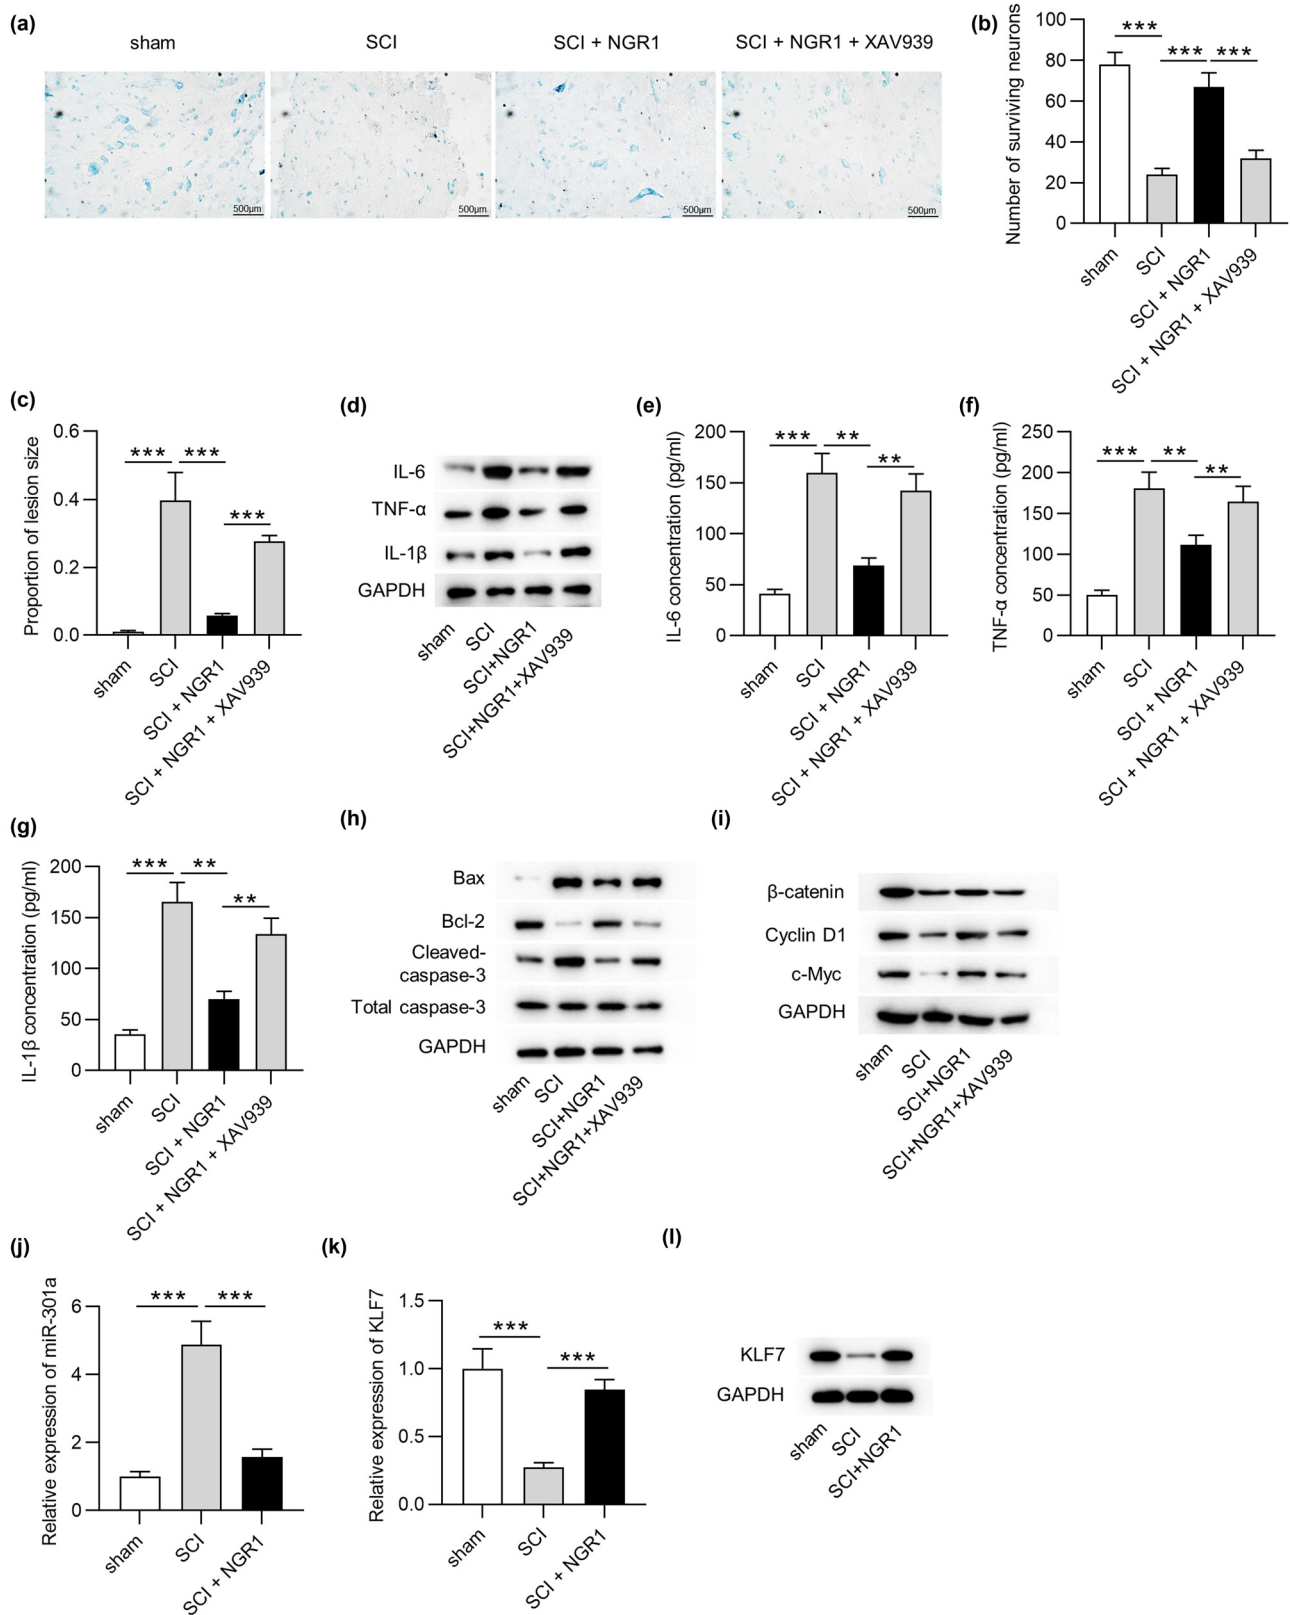 (a)
sham
SCI
SCI + NGR1
SCI + NGR1 + XAV939
500μm
500μm
500μm
500μm
(b)
Number of surviving neurons
100
80
60
40
20
0
***
***
***
sham
SCI
SCI + NGR1
SCI + NGR1 + XAV939
(c)
Proportion of lesion size
0.6
0.4
0.2
0.0
***
***
***
sham
SCI
SCI + NGR1
SCI + NGR1 + XAV939
(d)
IL-6
TNF-α
IL-1β
GAPDH
sham
SCI
SCI+NGR1
SCI+NGR1+XAV939
(e)
IL-6 concentration (pg/ml)
200
150
100
50
0
***
**
**
sham
SCI
SCI + NGR1
SCI + NGR1 + XAV939
(f)
TNF-α concentration (pg/ml)
250
200
150
100
50
0
***
**
**
sham
SCI
SCI + NGR1
SCI + NGR1 + XAV939
(g)
IL-1β concentration (pg/ml)
200
150
100
50
0
***
**
**
sham
SCI
SCI + NGR1
SCI + NGR1 + XAV939
(h)
Bax
Bcl-2
Cleaved-
caspase-3
Total caspase-3
GAPDH
sham
SCI
SCI+NGR1
SCI+NGR1+XAV939
(i)
β-catenin
Cyclin D1
c-Myc
GAPDH
sham
SCI
SCI+NGR1
SCI+NGR1+XAV939
(j)
Relative expression of miR-301a
6
4
2
0
***
***
sham
SCI
SCI + NGR1
(k)
Relative expression of KLF7
1.5
1.0
0.5
0.0
***
***
sham
SCI
SCI + NGR1
(l)
KLF7
GAPDH
sham
SCI
SCI+NGR1